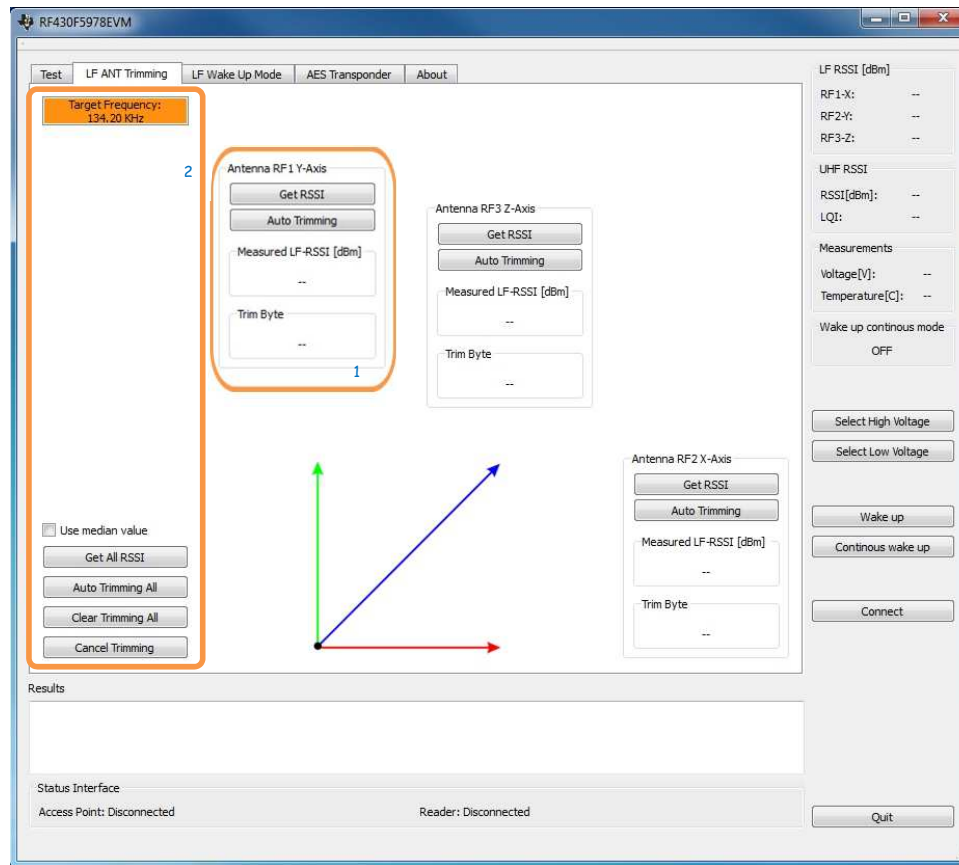 RF430F5978EVM
Test
LF ANT Trimming
LF Wake Up Mode
AES Transponder
About
Target Frequency:
134.20 KHz
2
Antenna RF1 Y-Axis
Get RSSI
Auto Trimming
Measured LF-RSSI [dBm]
--
Trim Byte
--
1
Antenna RF3 Z-Axis
Get RSSI
Auto Trimming
Measured LF-RSSI [dBm]
--
Trim Byte
--
Antenna RF2 X-Axis
Get RSSI
Auto Trimming
Measured LF-RSSI [dBm]
--
Trim Byte
--
Use median value
Get All RSSI
Auto Trimming All
Clear Trimming All
Cancel Trimming
LF RSSI [dBm]
RF1-X: --
RF2-Y: --
RF3-Z: --
UHF RSSI
RSSI[dBm]: --
LQI: --
Measurements
Voltage[V]: --
Temperature[C]: --
Wake up continous mode
OFF
Select High Voltage
Select Low Voltage
Wake up
Continous wake up
Connect
Results
Status Interface
Access Point: Disconnected
Reader: Disconnected
Quit